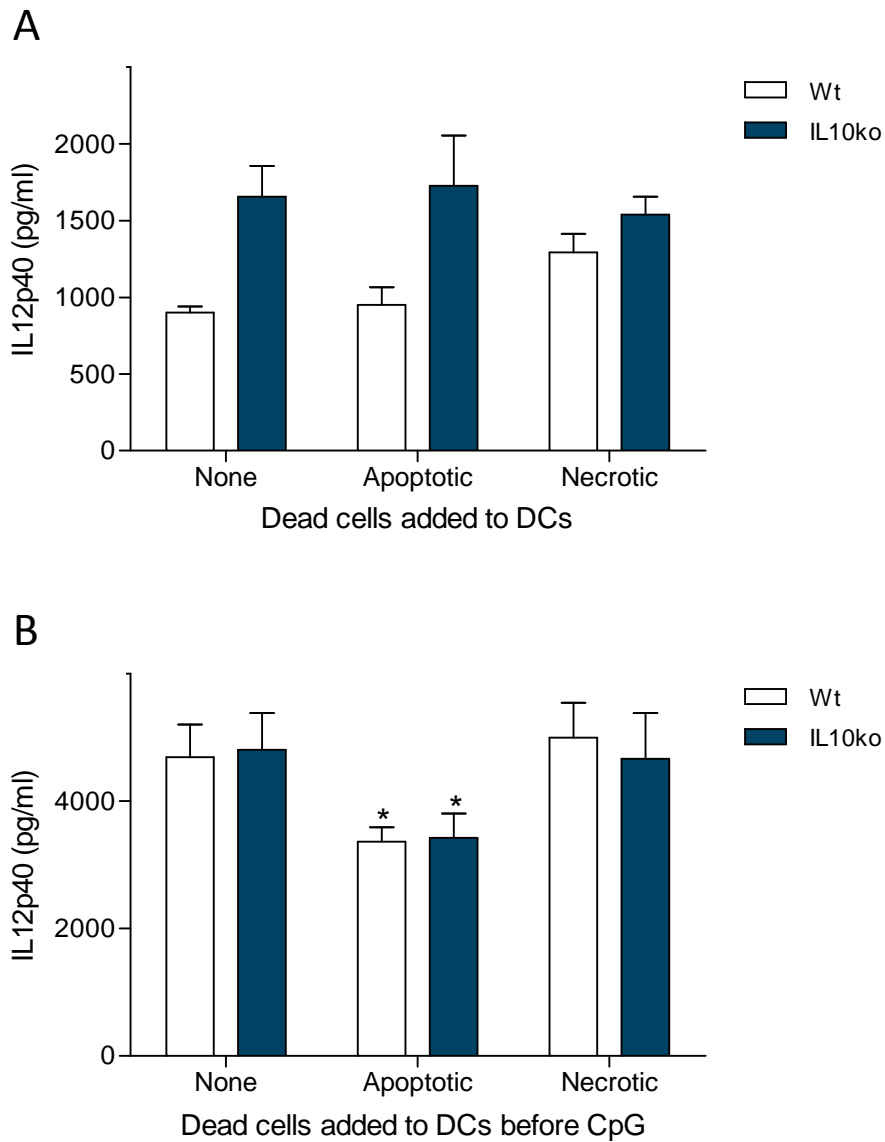 A
Wt
IL10ko
IL12p40 (pg/ml)
2000
1500
1000
500
0
None Apoptotic Necrotic
Dead cells added to DCs
B
Wt
IL10ko
IL12p40 (pg/ml)
4000
2000
0
* *
None Apoptotic Necrotic
Dead cells added to DCs before CpG